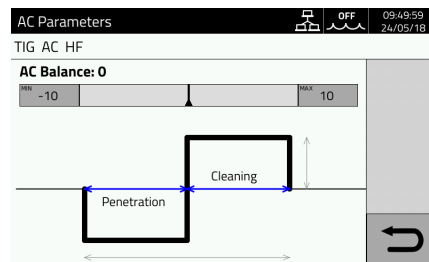 AC Parameters
OFF
09:49:59
24/05/18
TIG AC HF
AC Balance: 0
MIN -10
MAX 10
Cleaning
Penetration